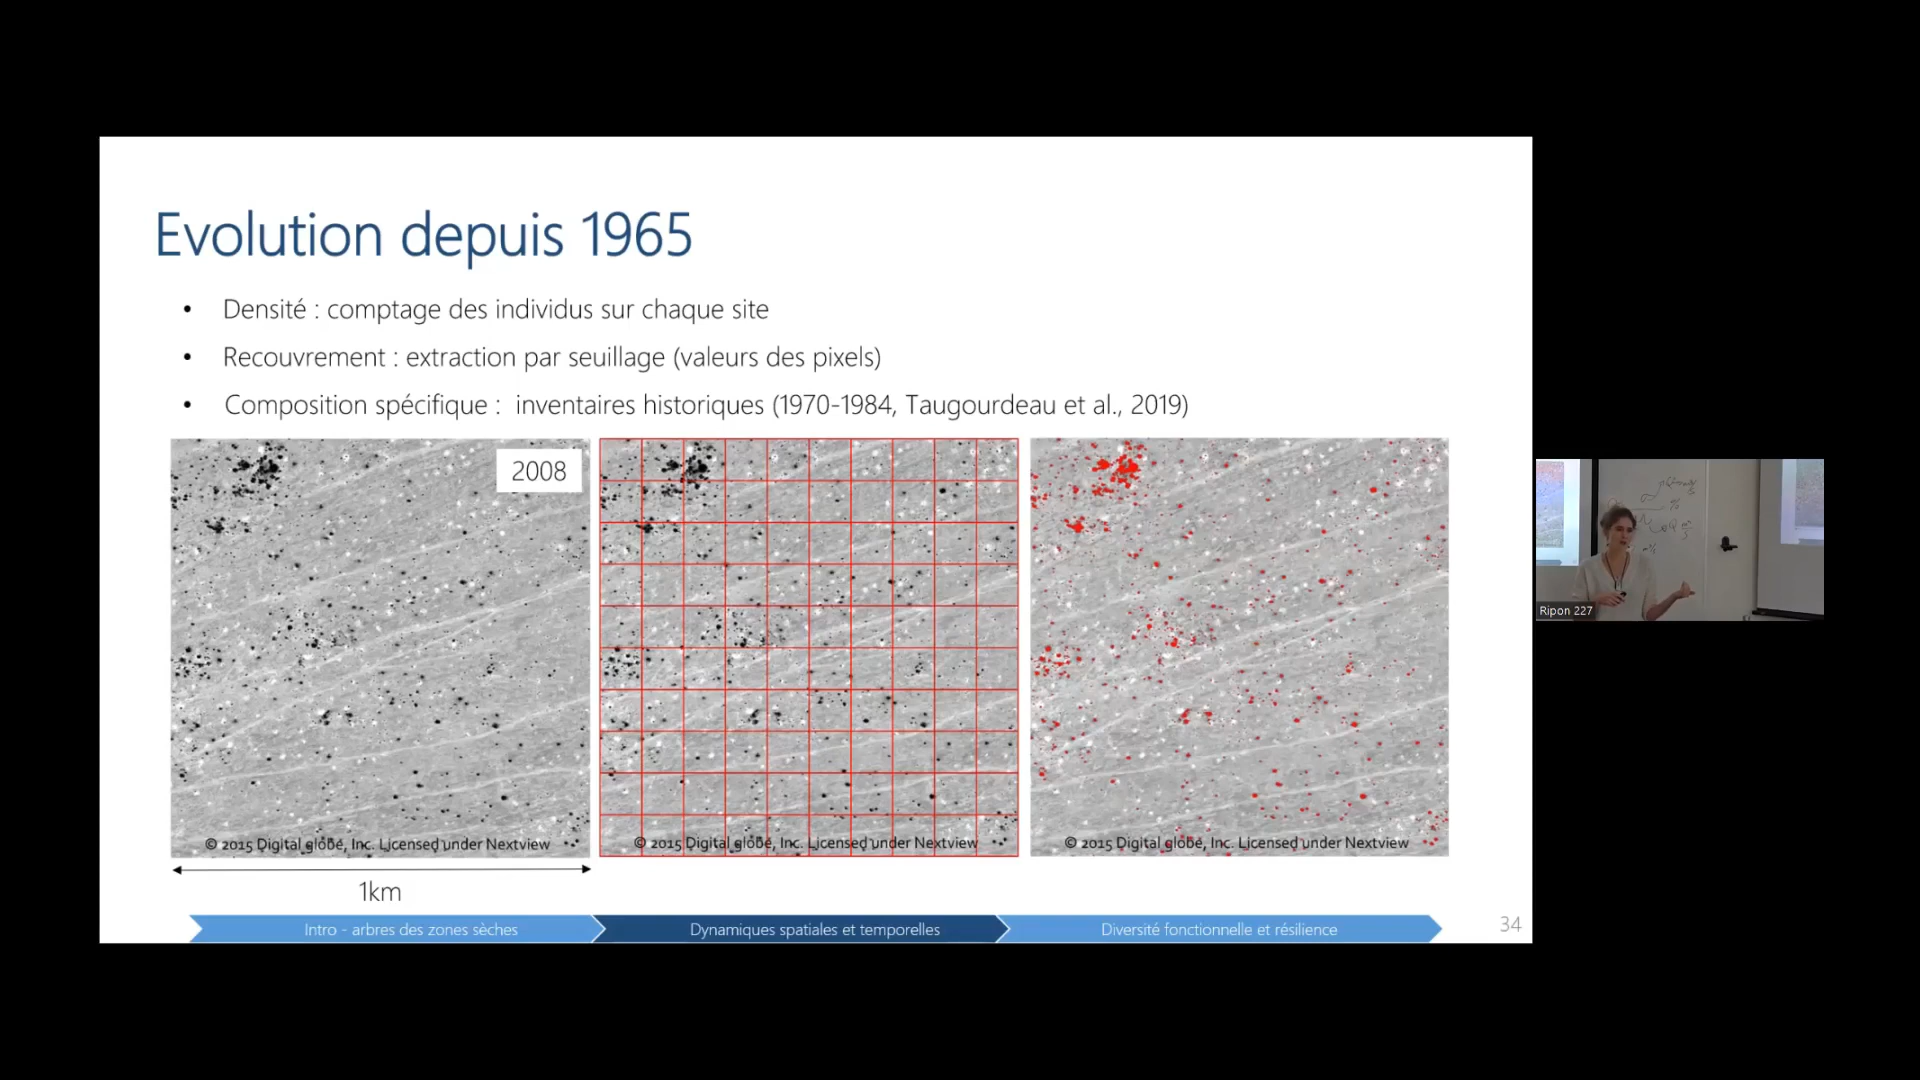 Evolution depuis 1965
• Densité : comptage des individus sur chaque site
• Recouvrement : extraction par seuillage (valeurs des pixels)
• Composition spécifique : inventaires historiques (1970-1984, Taugourdeau et al., 2019)
2008
© 2015 Digital globe, Inc. Licensed under Nextview
© 2015 Digital globe, Inc. Licensed under Nextview
© 2015 Digital globe, Inc. Licensed under Nextview
1km
Intro - arbres des zones sèches
Dynamiques spatiales et temporelles
Diversité fonctionnelle et résilience
34
Ripon 227